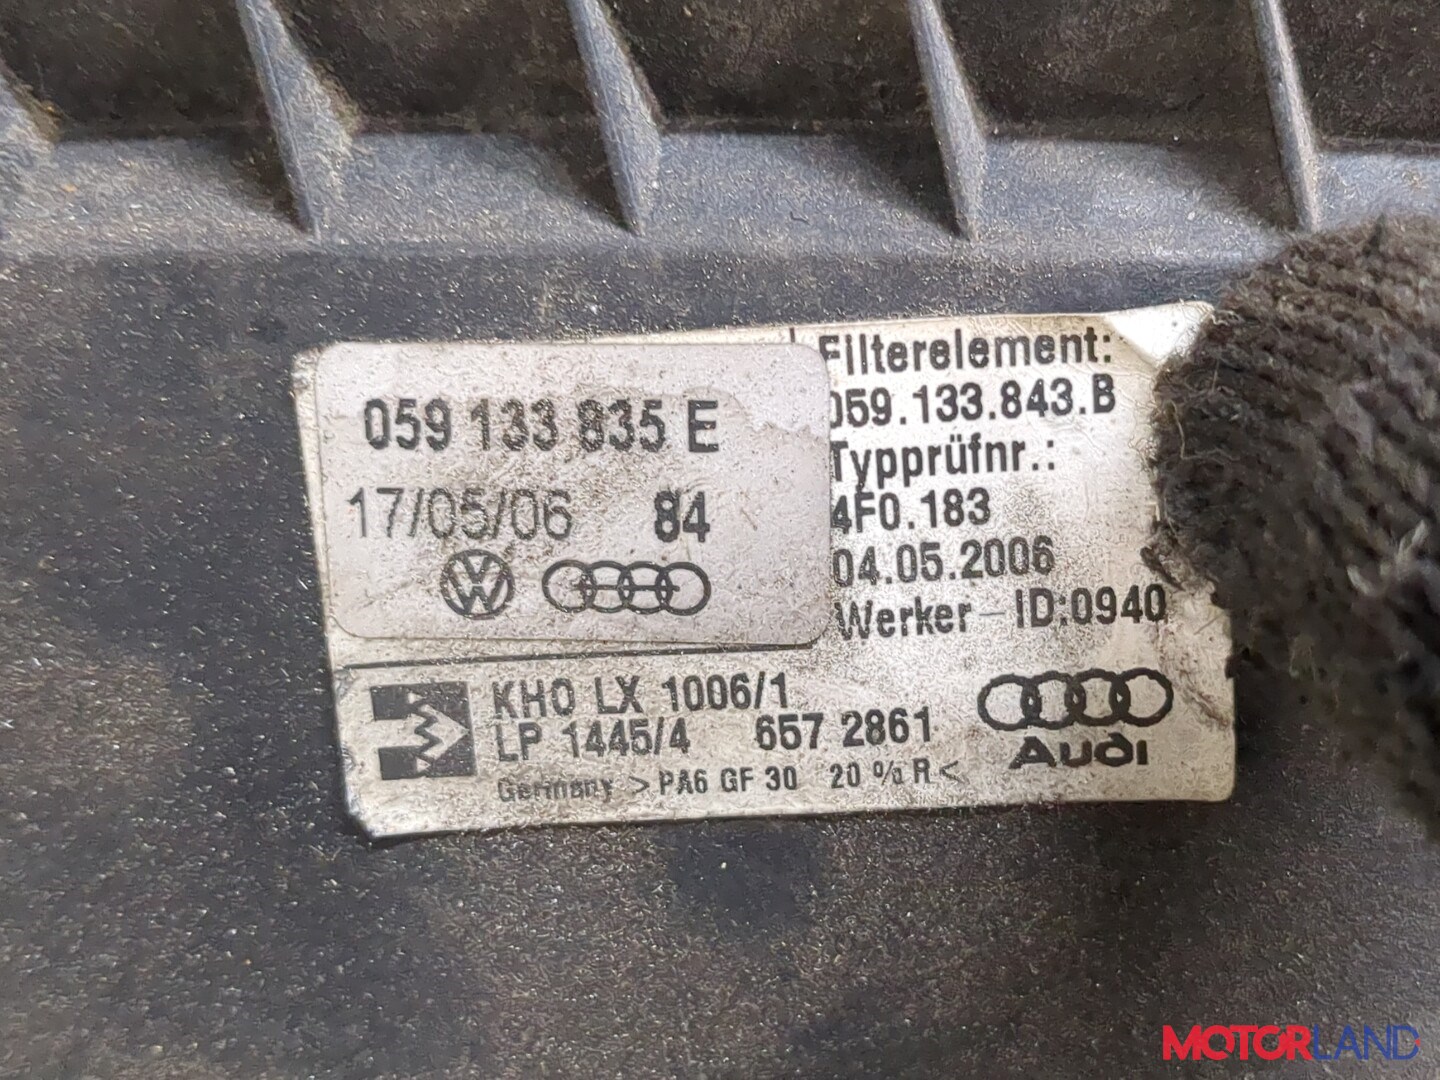 059 133 835 E
17/05/06 84
Filterelement:
059.133.843.B
Typprüfnr.:
4F0.183
04.05.2006
Werker-ID:0940
KHO LX 1006/1
LP 1445/4 657 2861
Germany >PA6 GF 30 20 % R<
Audi
MOTORLAND